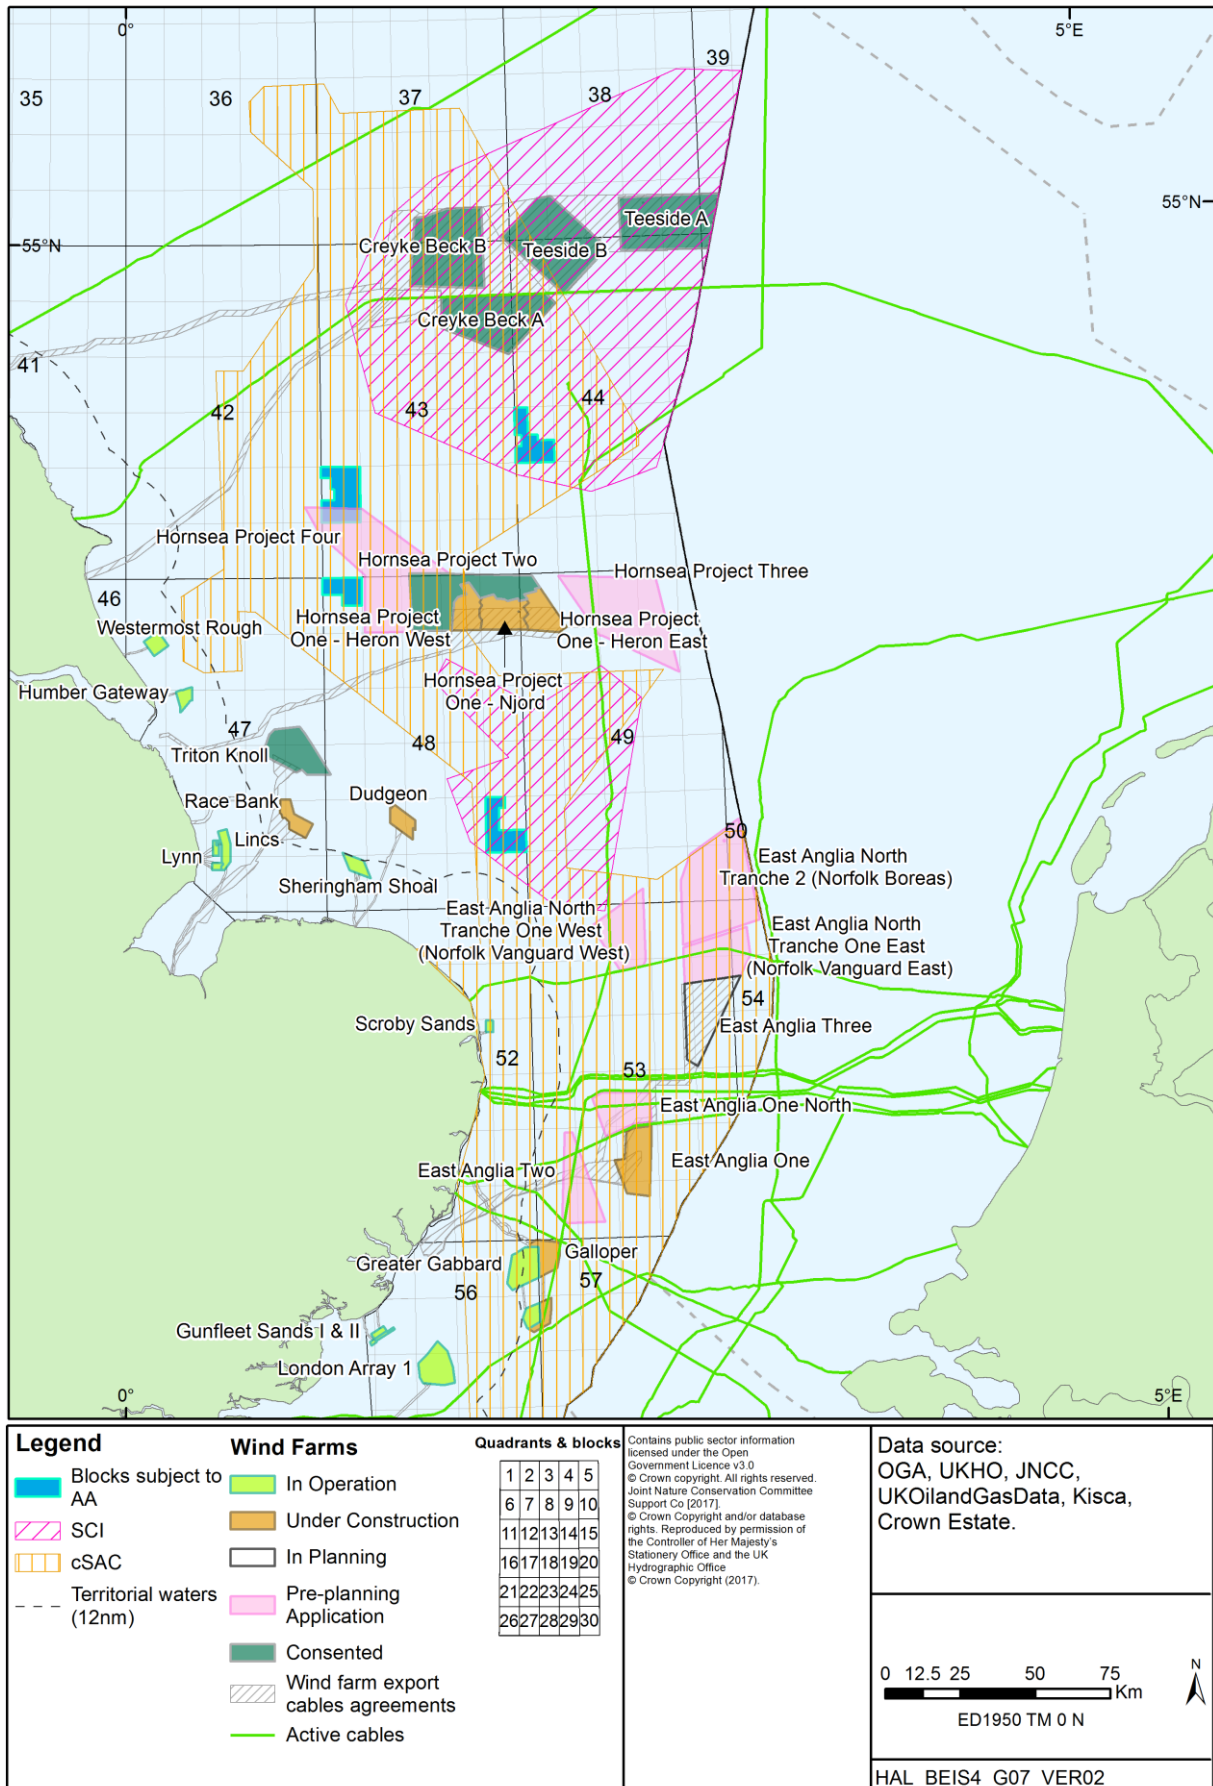 0°
5°E
39
35
36
37
38
55°N
Teeside A
55°N
Creyke Beck B
Teeside B
Creyke Beck A
41
42
43
44
Hornsea Project Four
Hornsea Project Two
Hornsea Project Three
46
Westermost Rough
Hornsea Project
One - Heron West
Hornsea Project
One - Heron East
Humber Gateway
Hornsea Project
One - Njord
47
48
49
Triton Knoll
Race Bank
Dudgeon
Lincs
Lynn
Sheringham Shoal
50
East Anglia North
Tranche 2 (Norfolk Boreas)
East Anglia North
Tranche One West
(Norfolk Vanguard West)
East Anglia North
Tranche One East
(Norfolk Vanguard East)
54
Scroby Sands
East Anglia Three
52
53
East Anglia One North
East Anglia Two
East Anglia One
Greater Gabbard
Galloper
56
57
Gunfleet Sands I & II
London Array 1
0°
5°E
Legend
Blocks subject to
AA
SCI
cSAC
Territorial waters
(12nm)
Wind Farms
In Operation
Under Construction
In Planning
Pre-planning
Application
Consented
Wind farm export
cables agreements
Active cables
Quadrants & blocks
1 2 3 4 5
6 7 8 9 10
11 12 13 14 15
16 17 18 19 20
21 22 23 24 25
26 27 28 29 30
Contains public sector information
licensed under the Open
Government Licence v3.0
© Crown copyright. All rights reserved.
Joint Nature Conservation Committee
Support Co [2017].
© Crown Copyright and/or database
rights. Reproduced by permission of
the Controller of Her Majesty's
Stationery Office and the UK
Hydrographic Office
© Crown Copyright (2017).
Data source:
OGA, UKHO, JNCC,
UKOilandGasData, Kisca,
Crown Estate.
0 12.5 25 50 75
Km
N
ED1950 TM 0 N
HAL_BEIS4_G07_VER02